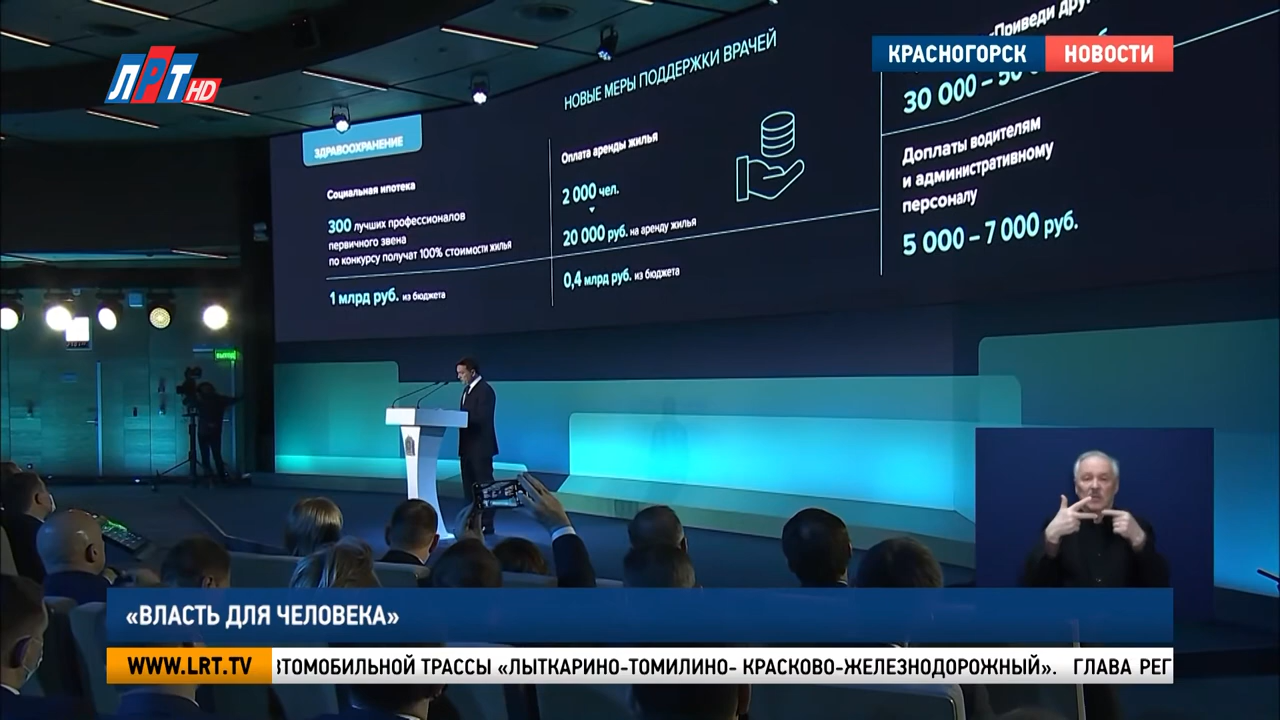 ЛРТ HD
КРАСНОГОРСК НОВОСТИ
ЗДРАВООХРАНЕНИЕ
НОВЫЕ МЕРЫ ПОДДЕРЖКИ ВРАЧЕЙ
Социальная ипотека
300 лучших профессионалов
первичного звена
по конкурсу получат 100% стоимости жилья
1 млрд руб. из бюджета
Оплата аренды жилья
2 000 чел.
20 000 руб. на аренду жилья
0,4 млрд руб. из бюджета
«Приведи
30 000 –
Доплаты водителям
и административному
персоналу
5 000 – 7 000 руб.
ВЫХОД
«ВЛАСТЬ ДЛЯ ЧЕЛОВЕКА»
WWW.LRT.TV
ВТОМОБИЛЬНОЙ ТРАССЫ «ЛЫТКАРИНО-ТОМИЛИНО- КРАСКОВО-ЖЕЛЕЗНОДОРОЖНЫЙ». ГЛАВА РЕГ